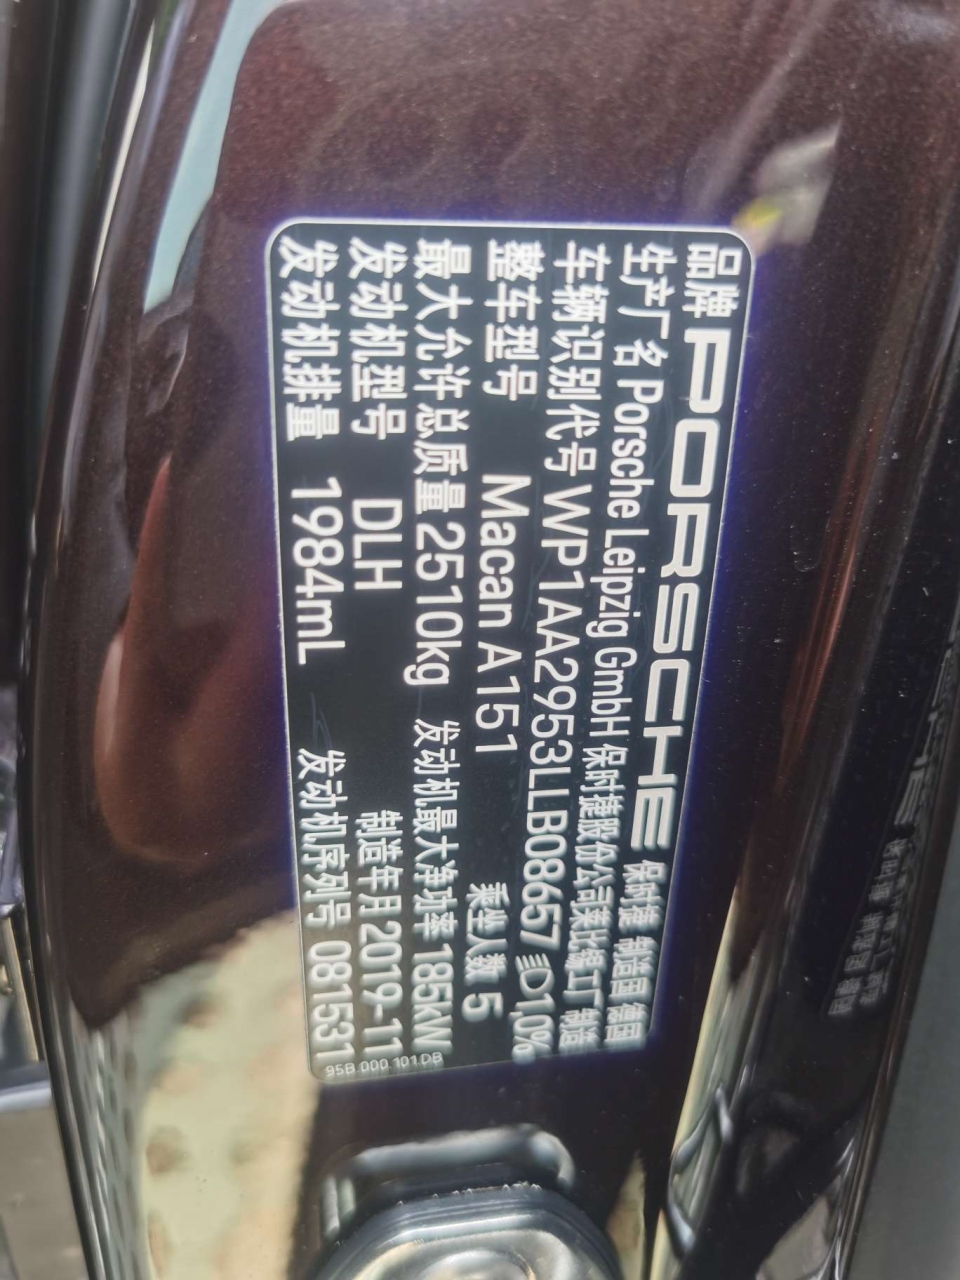 品牌 PORSCHE 保时捷 制造国 德国
生产厂名 Porsche Leipzig GmbH 保时捷股份公司莱比锡厂 制造
车辆识别代号 WP1AA2953LLB08657 1,0%
整车型号 Macan A151 乘坐人数 5
最大允许总质量 2510kg 发动机最大净功率 185KW
发动机型号 DLH 制造年月 2019-11
发动机排量 1984mL 发动机序列号 081531
95B.000.101.DB